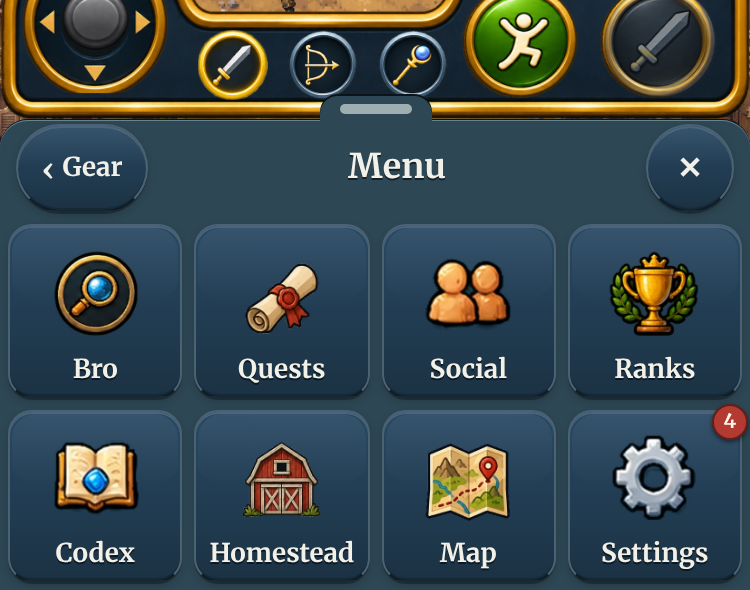 ‹ Gear
Menu
×
Bro
Quests
Social
Ranks
4
Codex
Homestead
Map
Settings